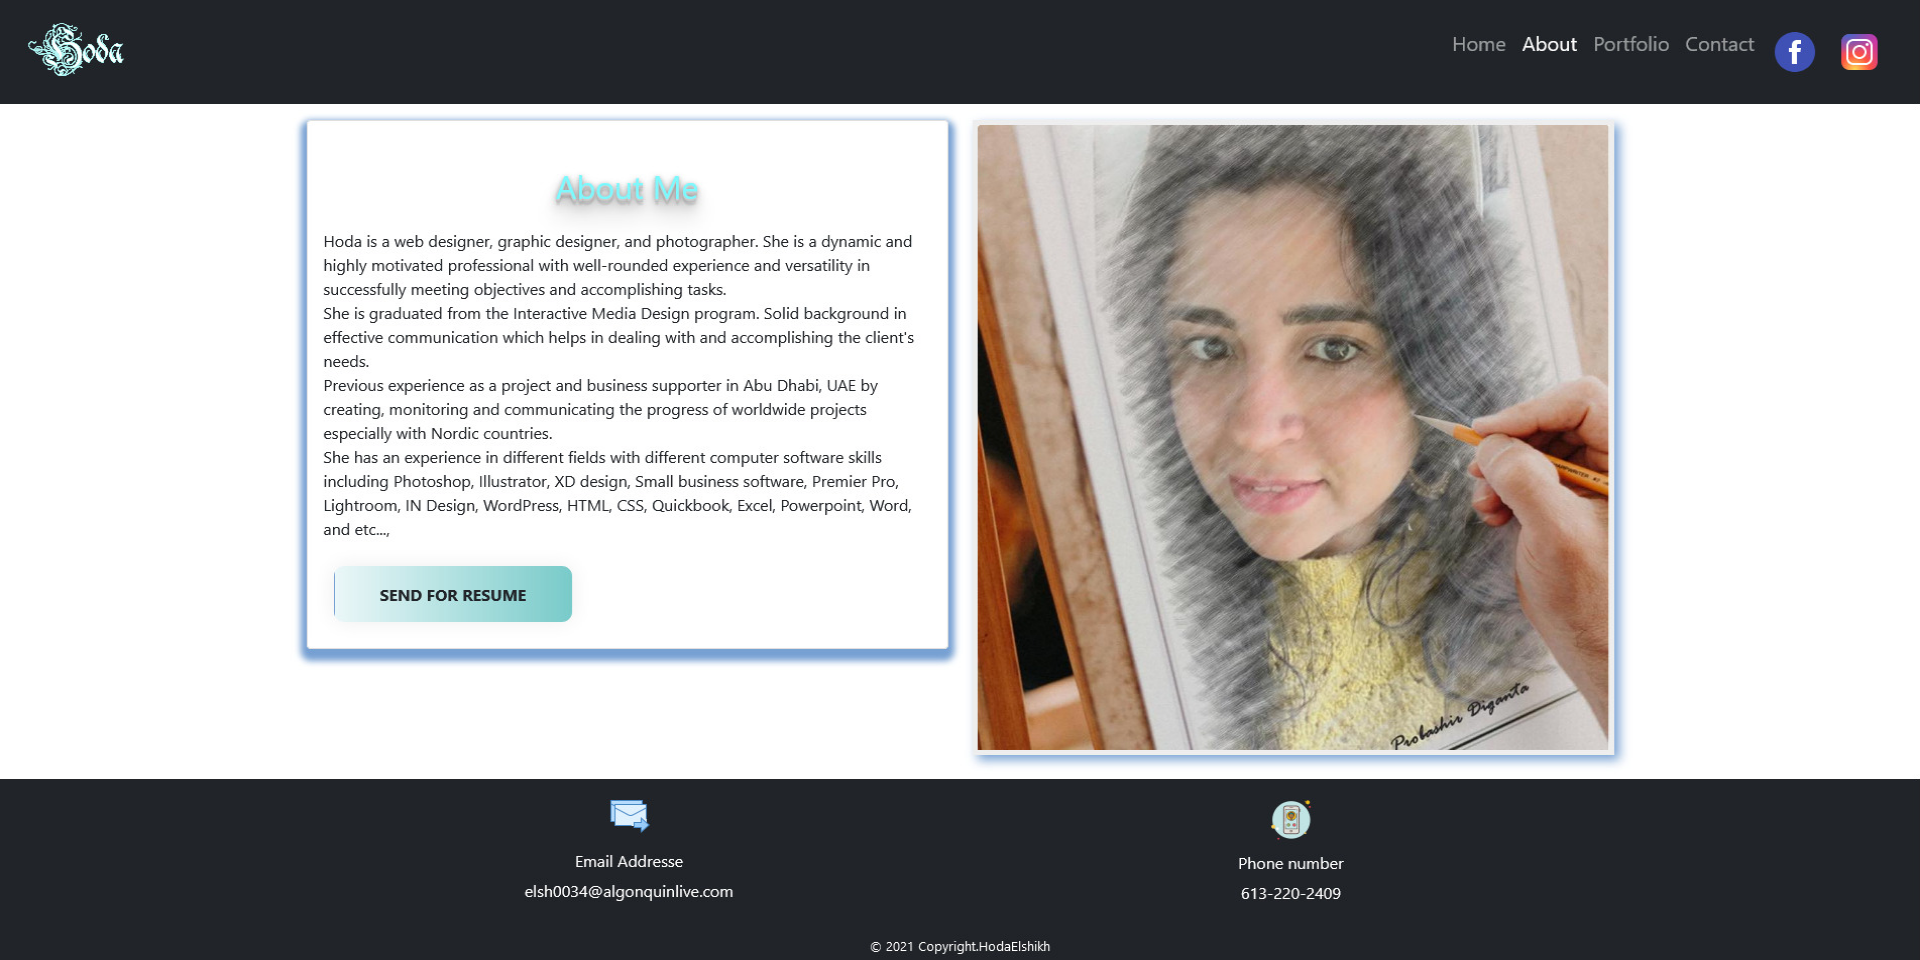 Hoda
Home About Portfolio Contact
About Me
Hoda is a web designer, graphic designer, and photographer. She is a dynamic and
highly motivated professional with well-rounded experience and versatility in
successfully meeting objectives and accomplishing tasks.
She is graduated from the Interactive Media Design program. Solid background in
effective communication which helps in dealing with and accomplishing the client's
needs.
Previous experience as a project and business supporter in Abu Dhabi, UAE by
creating, monitoring and communicating the progress of worldwide projects
especially with Nordic countries.
She has an experience in different fields with different computer software skills
including Photoshop, Illustrator, XD design, Small business software, Premier Pro,
Lightroom, IN Design, WordPress, HTML, CSS, Quickbook, Excel, Powerpoint, Word,
and etc...,
SEND FOR RESUME
Probashir Diganta
Email Addresse
elsh0034@algonquinlive.com
Phone number
613-220-2409
© 2021 Copyright.HodaElshikh